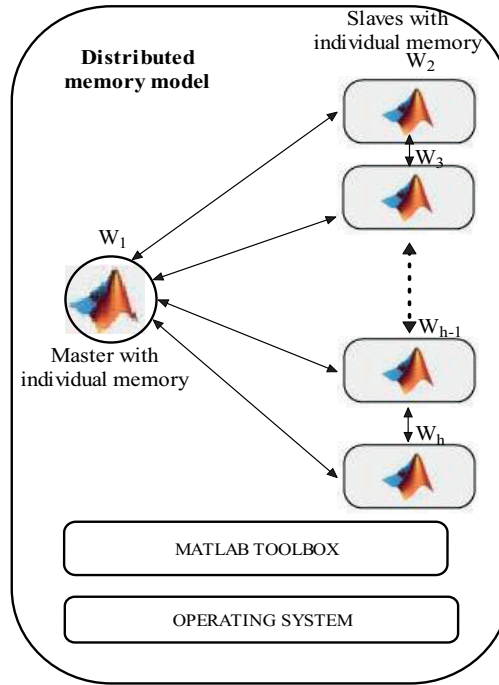 Slaves with
individual memory
Distributed
memory model
W2
W3
W1
Master with
individual memory
Wh-1
Wh
MATLAB TOOLBOX
OPERATING SYSTEM